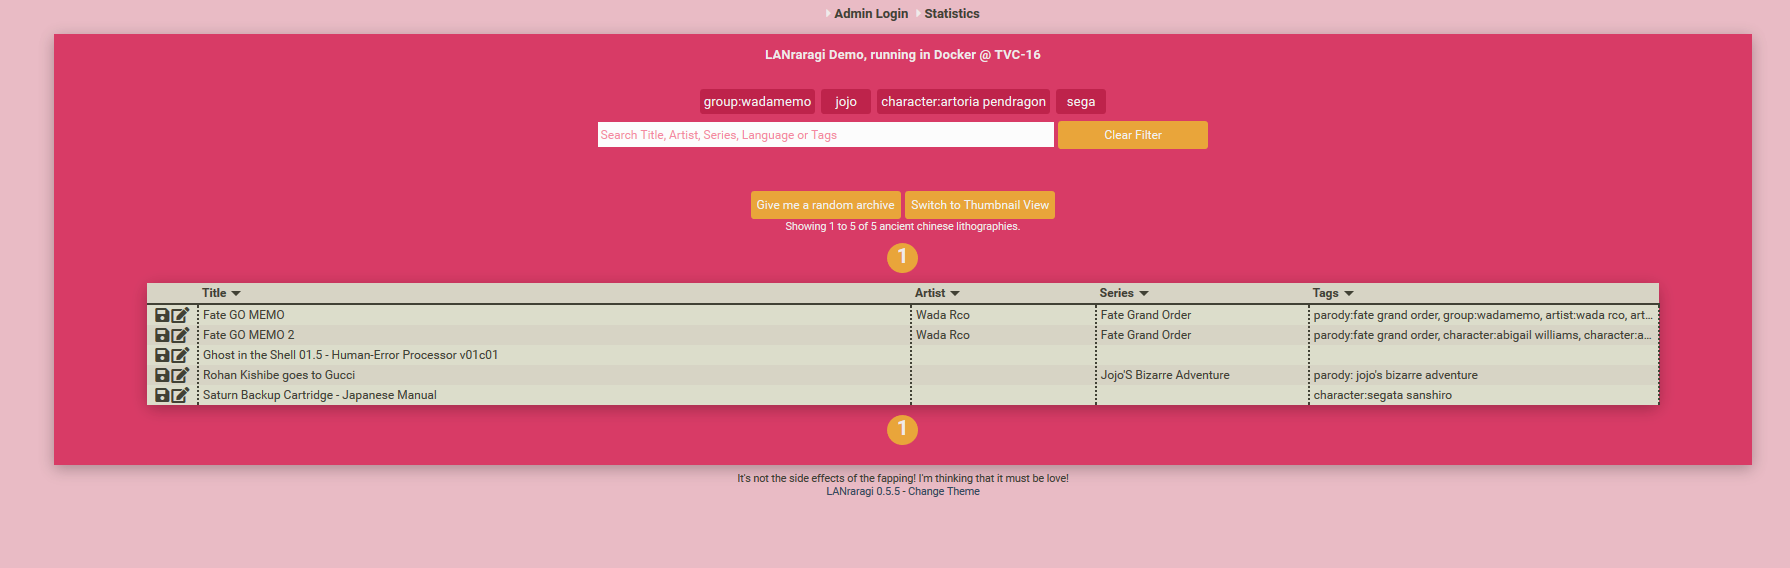 Admin Login Statistics
LANraragi Demo, running in Docker @ TVC-16
group:wadamemo jojo character:artoria pendragon sega
Search Title, Artist, Series, Language or Tags Clear Filter
Give me a random archive Switch to Thumbnail View
Showing 1 to 5 of 5 ancient chinese lithographies.
1
Title Artist Series Tags
Fate GO MEMO Wada Rco Fate Grand Order parody:fate grand order, group:wadamemo, artist:wada rco, art...
Fate GO MEMO 2 Wada Rco Fate Grand Order parody:fate grand order, character:abigail williams, character:a...
Ghost in the Shell 01.5 - Human-Error Processor v01c01
Rohan Kishibe goes to Gucci Jojo'S Bizarre Adventure parody: jojo's bizarre adventure
Saturn Backup Cartridge - Japanese Manual character:segata sanshiro
1
It's not the side effects of the fapping! I'm thinking that it must be love!
LANraragi 0.5.5 - Change Theme